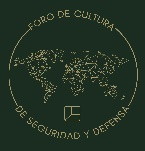 FORO DE CULTURA
DE SEGURIDAD Y DEFENSA